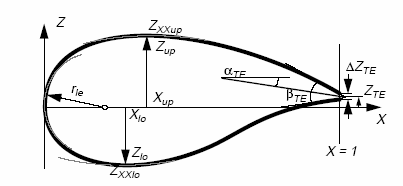 Z
Z_XXup
Z_up
α_TE
ΔZ_TE
Z_TE
β_TE
r_le
X_up
X_lo
X
Z_lo
Z_XXlo
X = 1